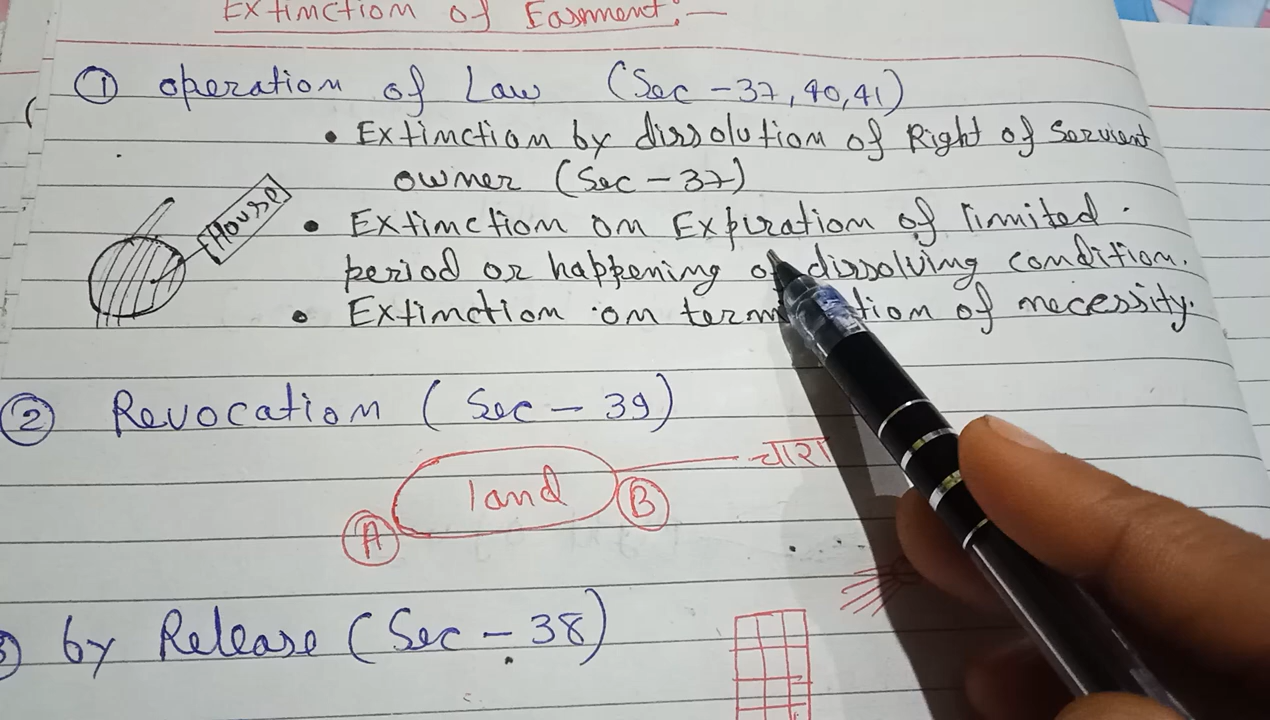 Extinction of Easment:-
① operation of Law (Sec - 37, 40, 41)
• Extinction by dissolution of Right of Servient
owner (Sec - 37)
House
• Extinction on Expiration of limited
period or happening of dissolving condition.
• Extinction on termination of necessity.
② Revocation (Sec - 39)
land
चारा
A
B
by Release (Sec - 38)